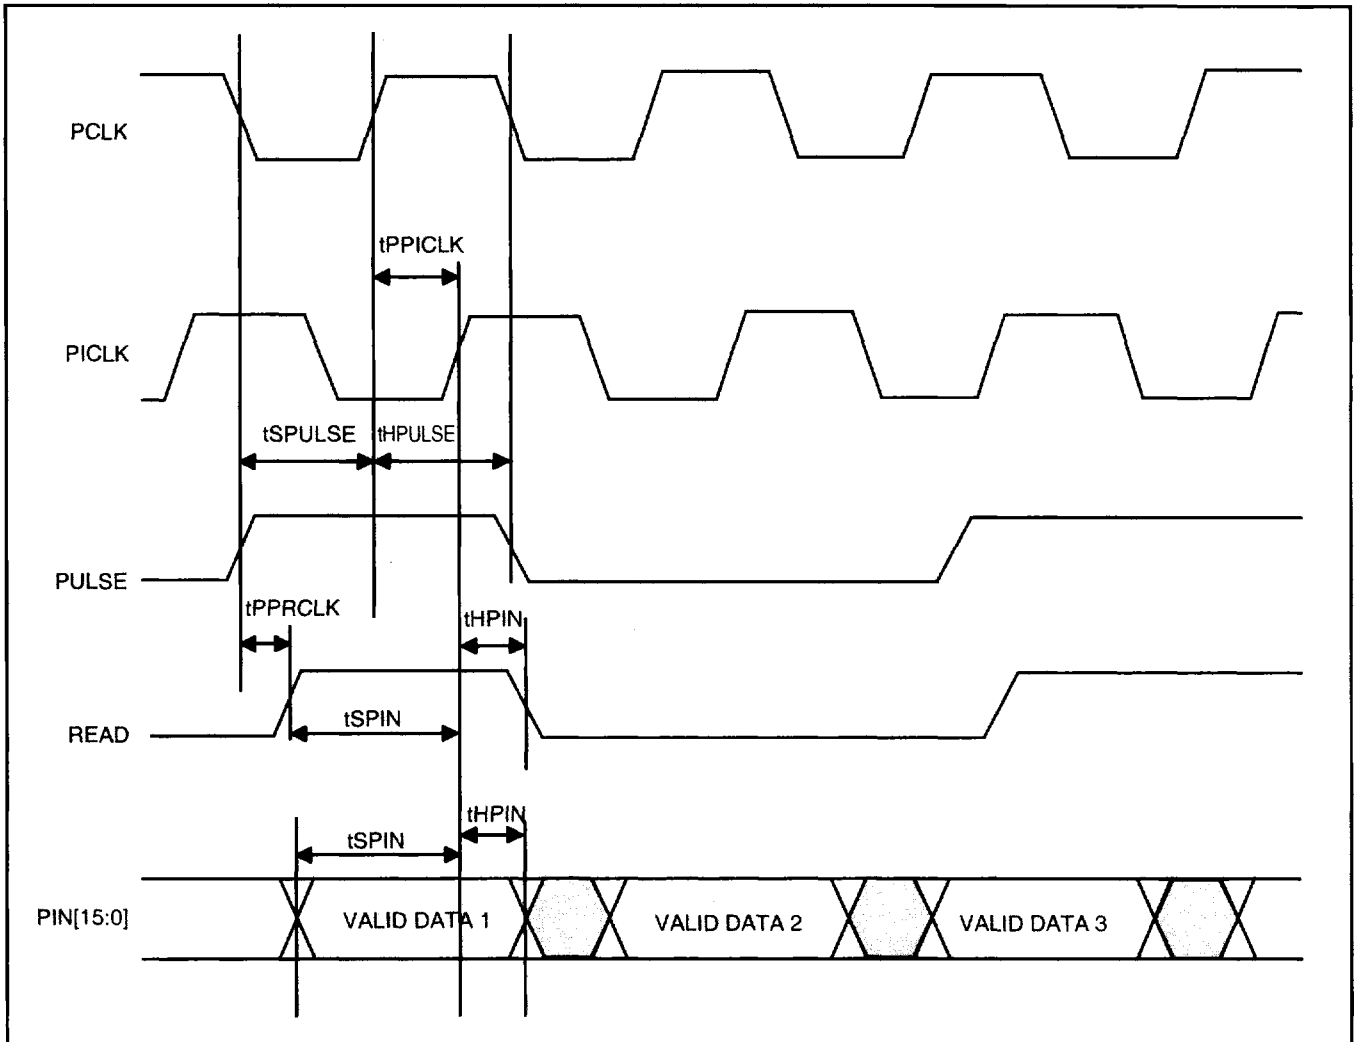 PCLK
tPPICLK
PICLK
tSPULSE
tHPULSE
PULSE
tPPRCLK
tHPIN
READ
tSPIN
tHPIN
tSPIN
PIN[15:0]
VALID DATA 1
VALID DATA 2
VALID DATA 3